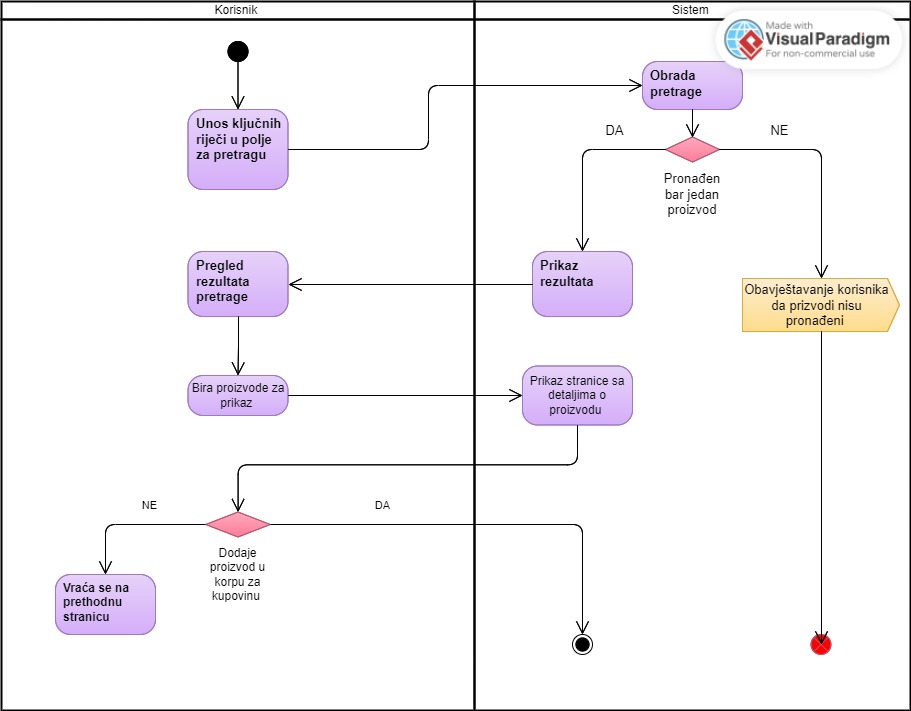 Korisnik
Sistem
Made with
Visual Paradigm
For non-commercial use
Obrada
pretrage
Unos ključnih
riječi u polje
za pretragu
DA
NE
Pronađen
bar jedan
proizvod
Pregled
rezultata
pretrage
Prikaz
rezultata
Obavještavanje korisnika
da prizvodi nisu
pronađeni
Bira proizvode za
prikaz
Prikaz stranice sa
detaljima o
proizvodu
NE
DA
Dodaje
proizvod u
korpu za
kupovinu
Vraća se na
prethodnu
stranicu